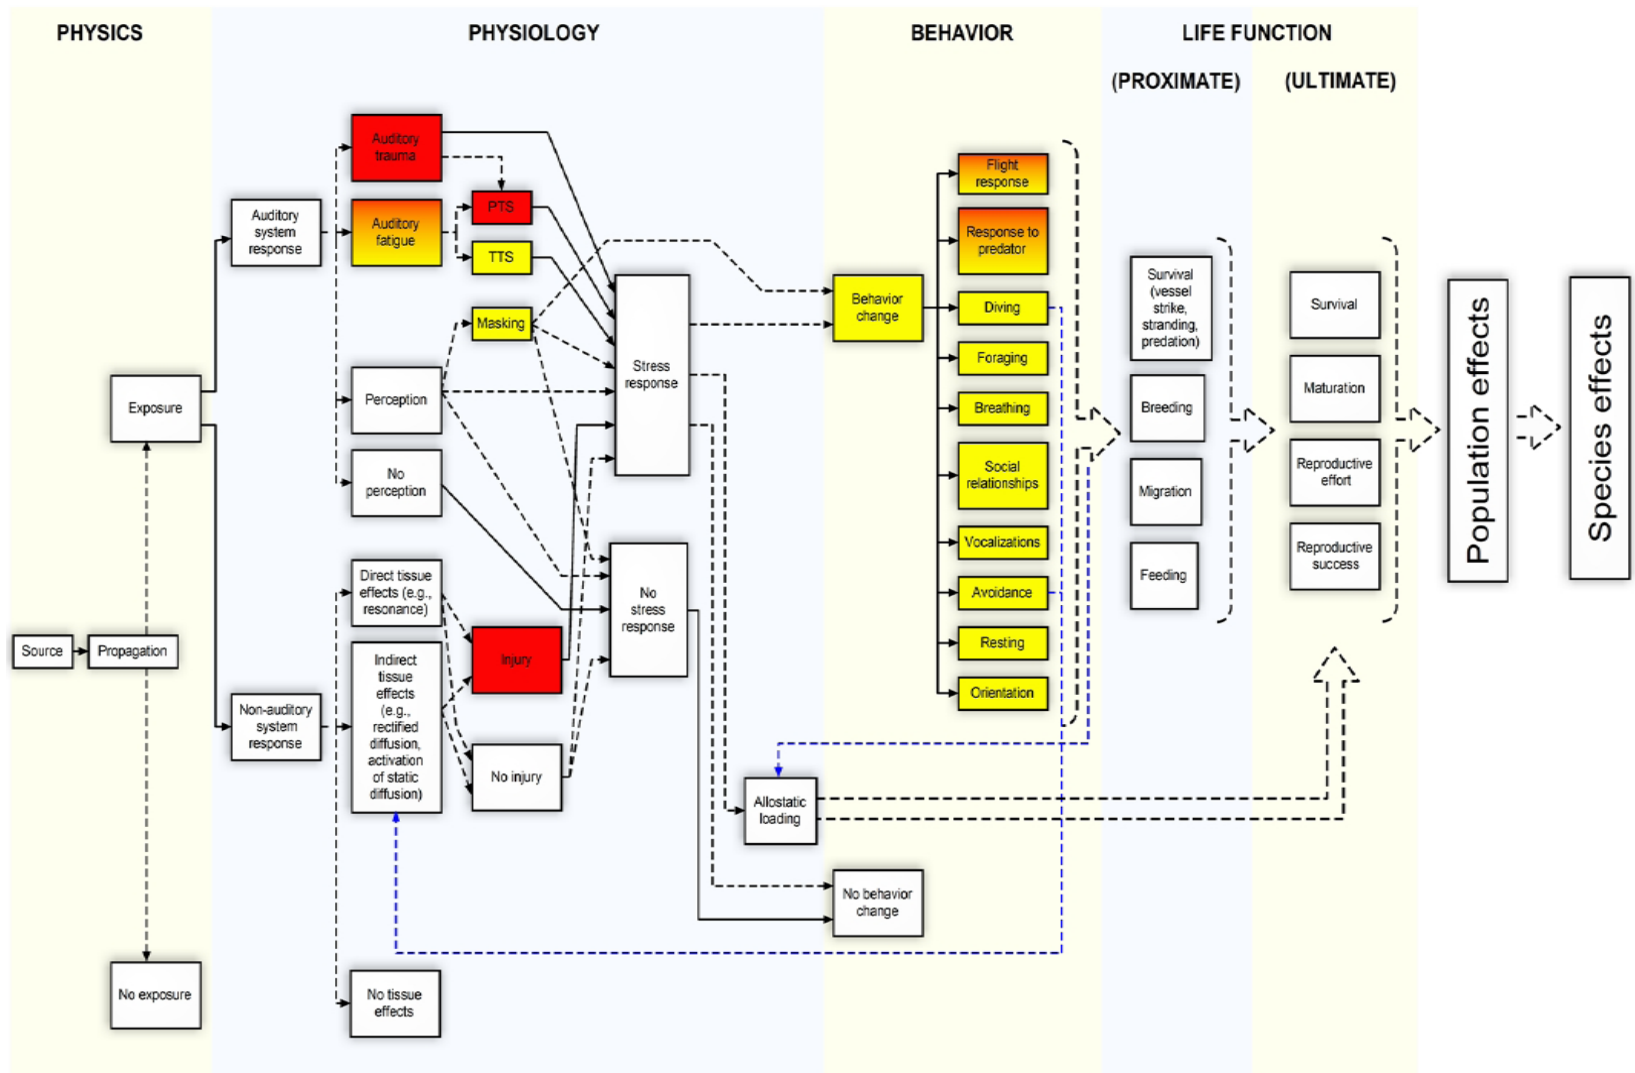 PHYSICS
PHYSIOLOGY
BEHAVIOR
LIFE FUNCTION
(PROXIMATE)
(ULTIMATE)
Source
Propagation
Exposure
No exposure
Auditory
system
response
Non-auditory
system
response
Auditory
trauma
Auditory
fatigue
PTS
TTS
Masking
Perception
No
perception
Direct tissue
effects (e.g.,
resonance)
Indirect
tissue
effects
(e.g.,
rectified
diffusion,
activation
of static
diffusion)
No tissue
effects
Injury
No injury
Stress
response
No
stress
response
Allostatic
loading
Behavior
change
No behavior
change
Flight
response
Response to
predator
Diving
Foraging
Breathing
Social
relationships
Vocalizations
Avoidance
Resting
Orientation
Survival
(vessel
strike,
stranding,
predation)
Breeding
Migration
Feeding
Survival
Maturation
Reproductive
effort
Reproductive
success
Population effects
Species effects